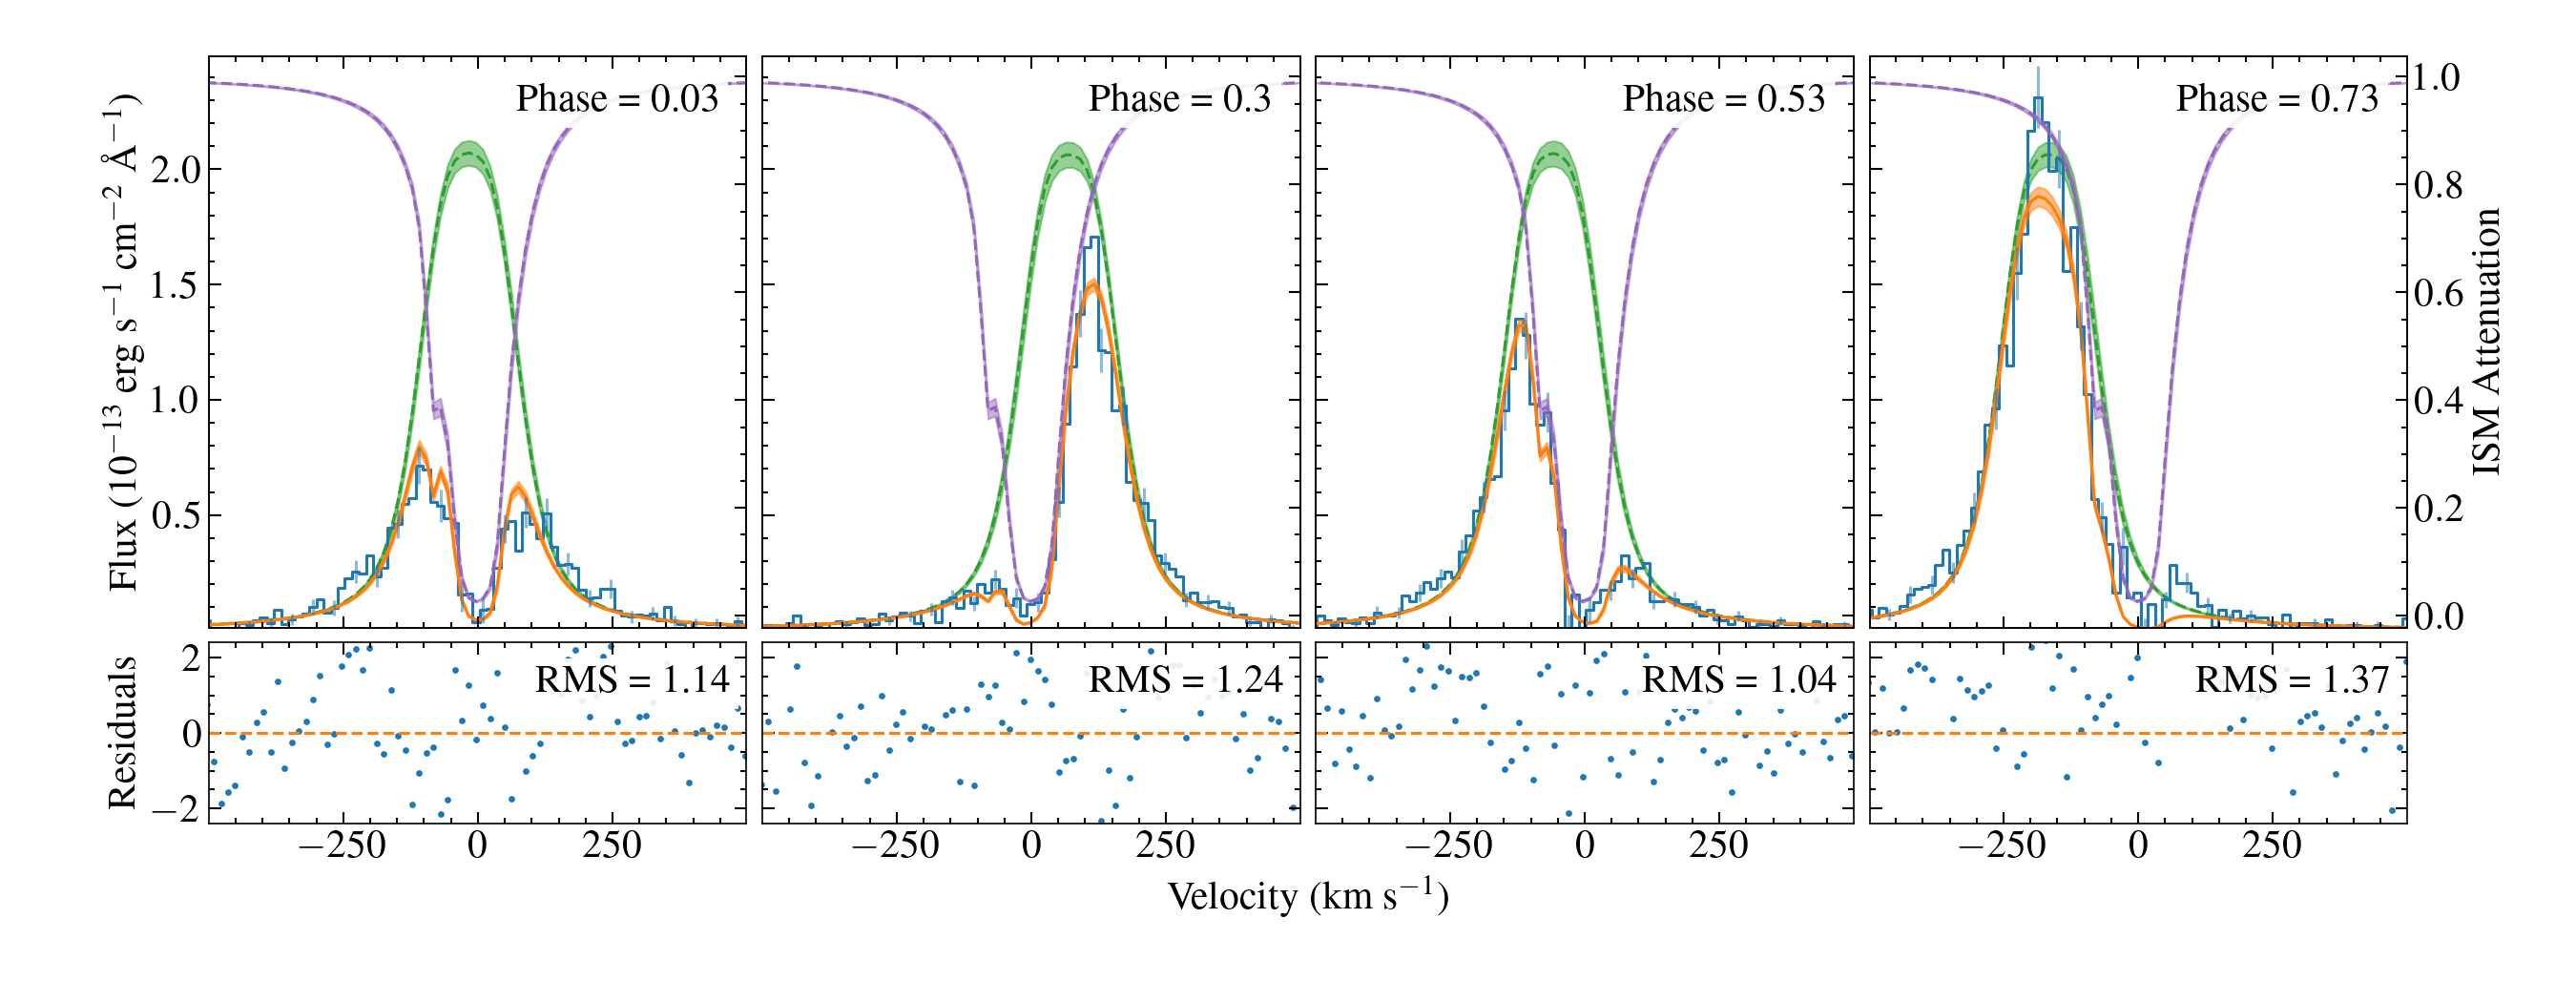 Phase = 0.03
Phase = 0.3
Phase = 0.53
Phase = 0.73
Flux (10⁻¹³ erg s⁻¹ cm⁻² Å⁻¹)
2.0
1.5
1.0
0.5
1.0
0.8
0.6
0.4
0.2
0.0
ISM Attenuation
RMS = 1.14
RMS = 1.24
RMS = 1.04
RMS = 1.37
Residuals
2
0
−2
−250 0 250
−250 0 250
−250 0 250
−250 0 250
Velocity (km s⁻¹)